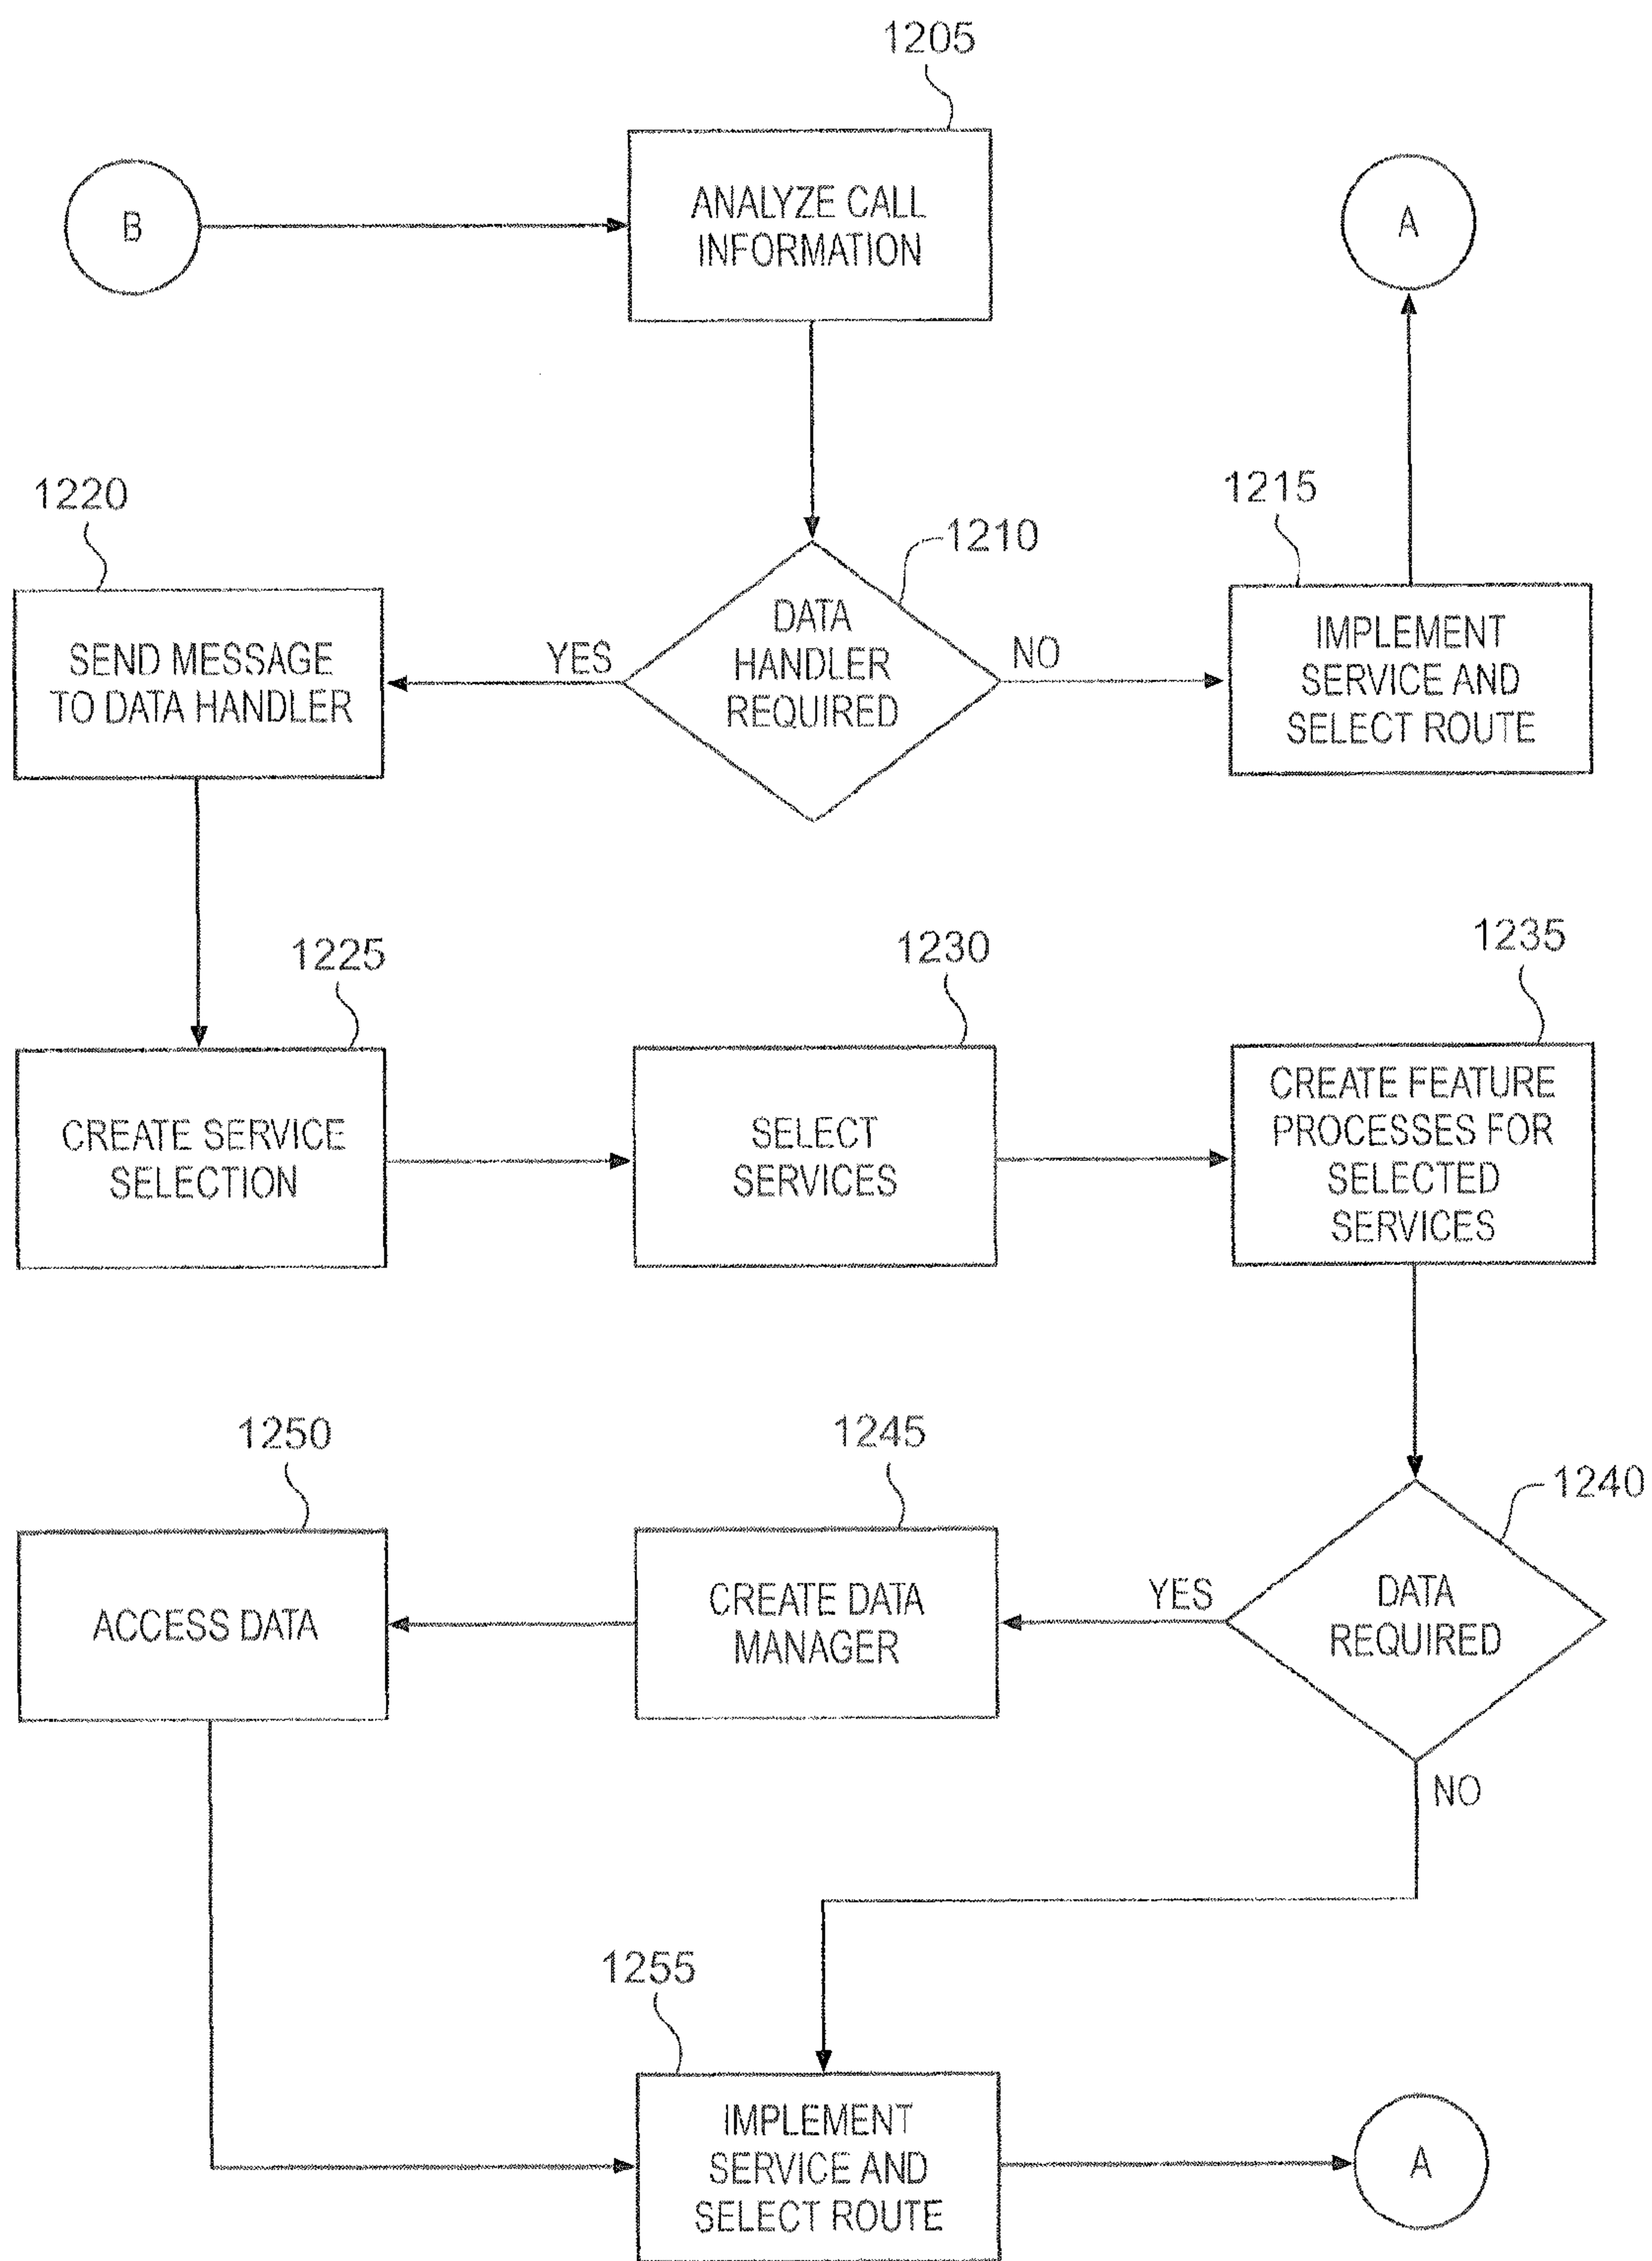 1205
B
ANALYZE CALL
INFORMATION
A
1220
1210
1215
SEND MESSAGE
TO DATA HANDLER
YES
DATA
HANDLER
REQUIRED
NO
IMPLEMENT
SERVICE AND
SELECT ROUTE
1225
1230
1235
CREATE SERVICE
SELECTION
SELECT
SERVICES
CREATE FEATURE
PROCESSES FOR
SELECTED
SERVICES
1250
1245
1240
ACCESS DATA
CREATE DATA
MANAGER
YES
DATA
REQUIRED
NO
1255
IMPLEMENT
SERVICE AND
SELECT ROUTE
A